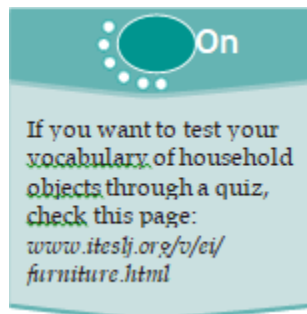 On
If you want to test your
vocabulary of household
objects through a quiz,
check this page:
www.iteslj.org/v/ei/
furniture.html